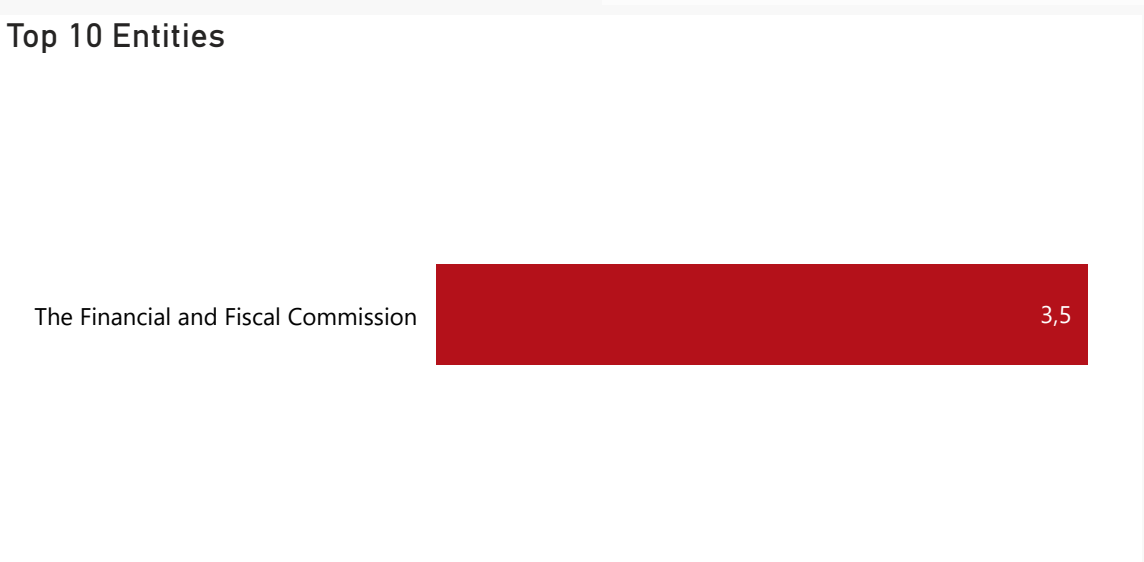 Top 10 Entities
The Financial and Fiscal Commission
3,5